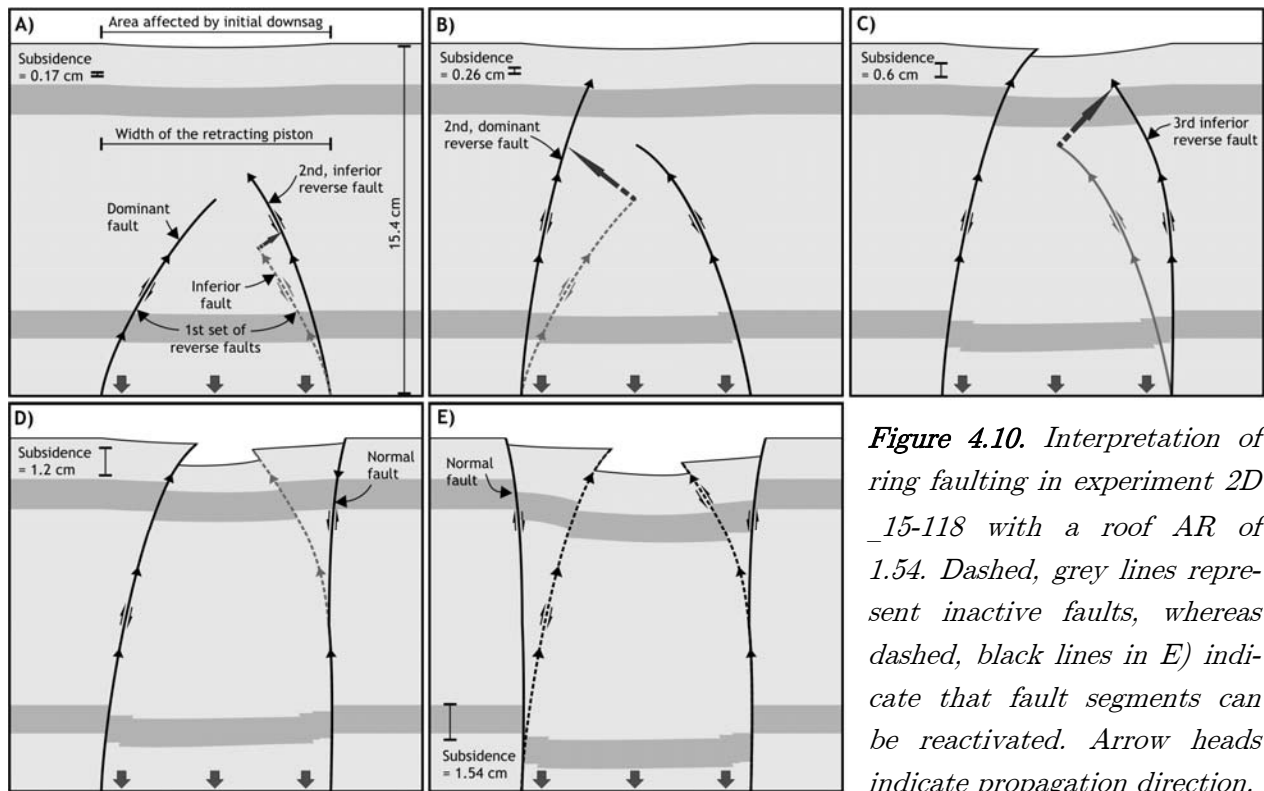 A)
Area affected by initial downsag
Subsidence
= 0.17 cm
Width of the retracting piston
2nd, inferior
reverse fault
Dominant
fault
Inferior
fault
1st set of
reverse faults
15.4 cm
B)
Subsidence
= 0.26 cm
2nd, dominant
reverse fault
C)
Subsidence
= 0.6 cm
3rd inferior
reverse fault
D)
Subsidence
= 1.2 cm
Normal
fault
E)
Normal
fault
Subsidence
= 1.54 cm
Figure 4.10. Interpretation of
ring faulting in experiment 2D
_15-118 with a roof AR of
1.54. Dashed, grey lines repre-
sent inactive faults, whereas
dashed, black lines in E) indi-
cate that fault segments can
be reactivated. Arrow heads
indicate propagation direction.